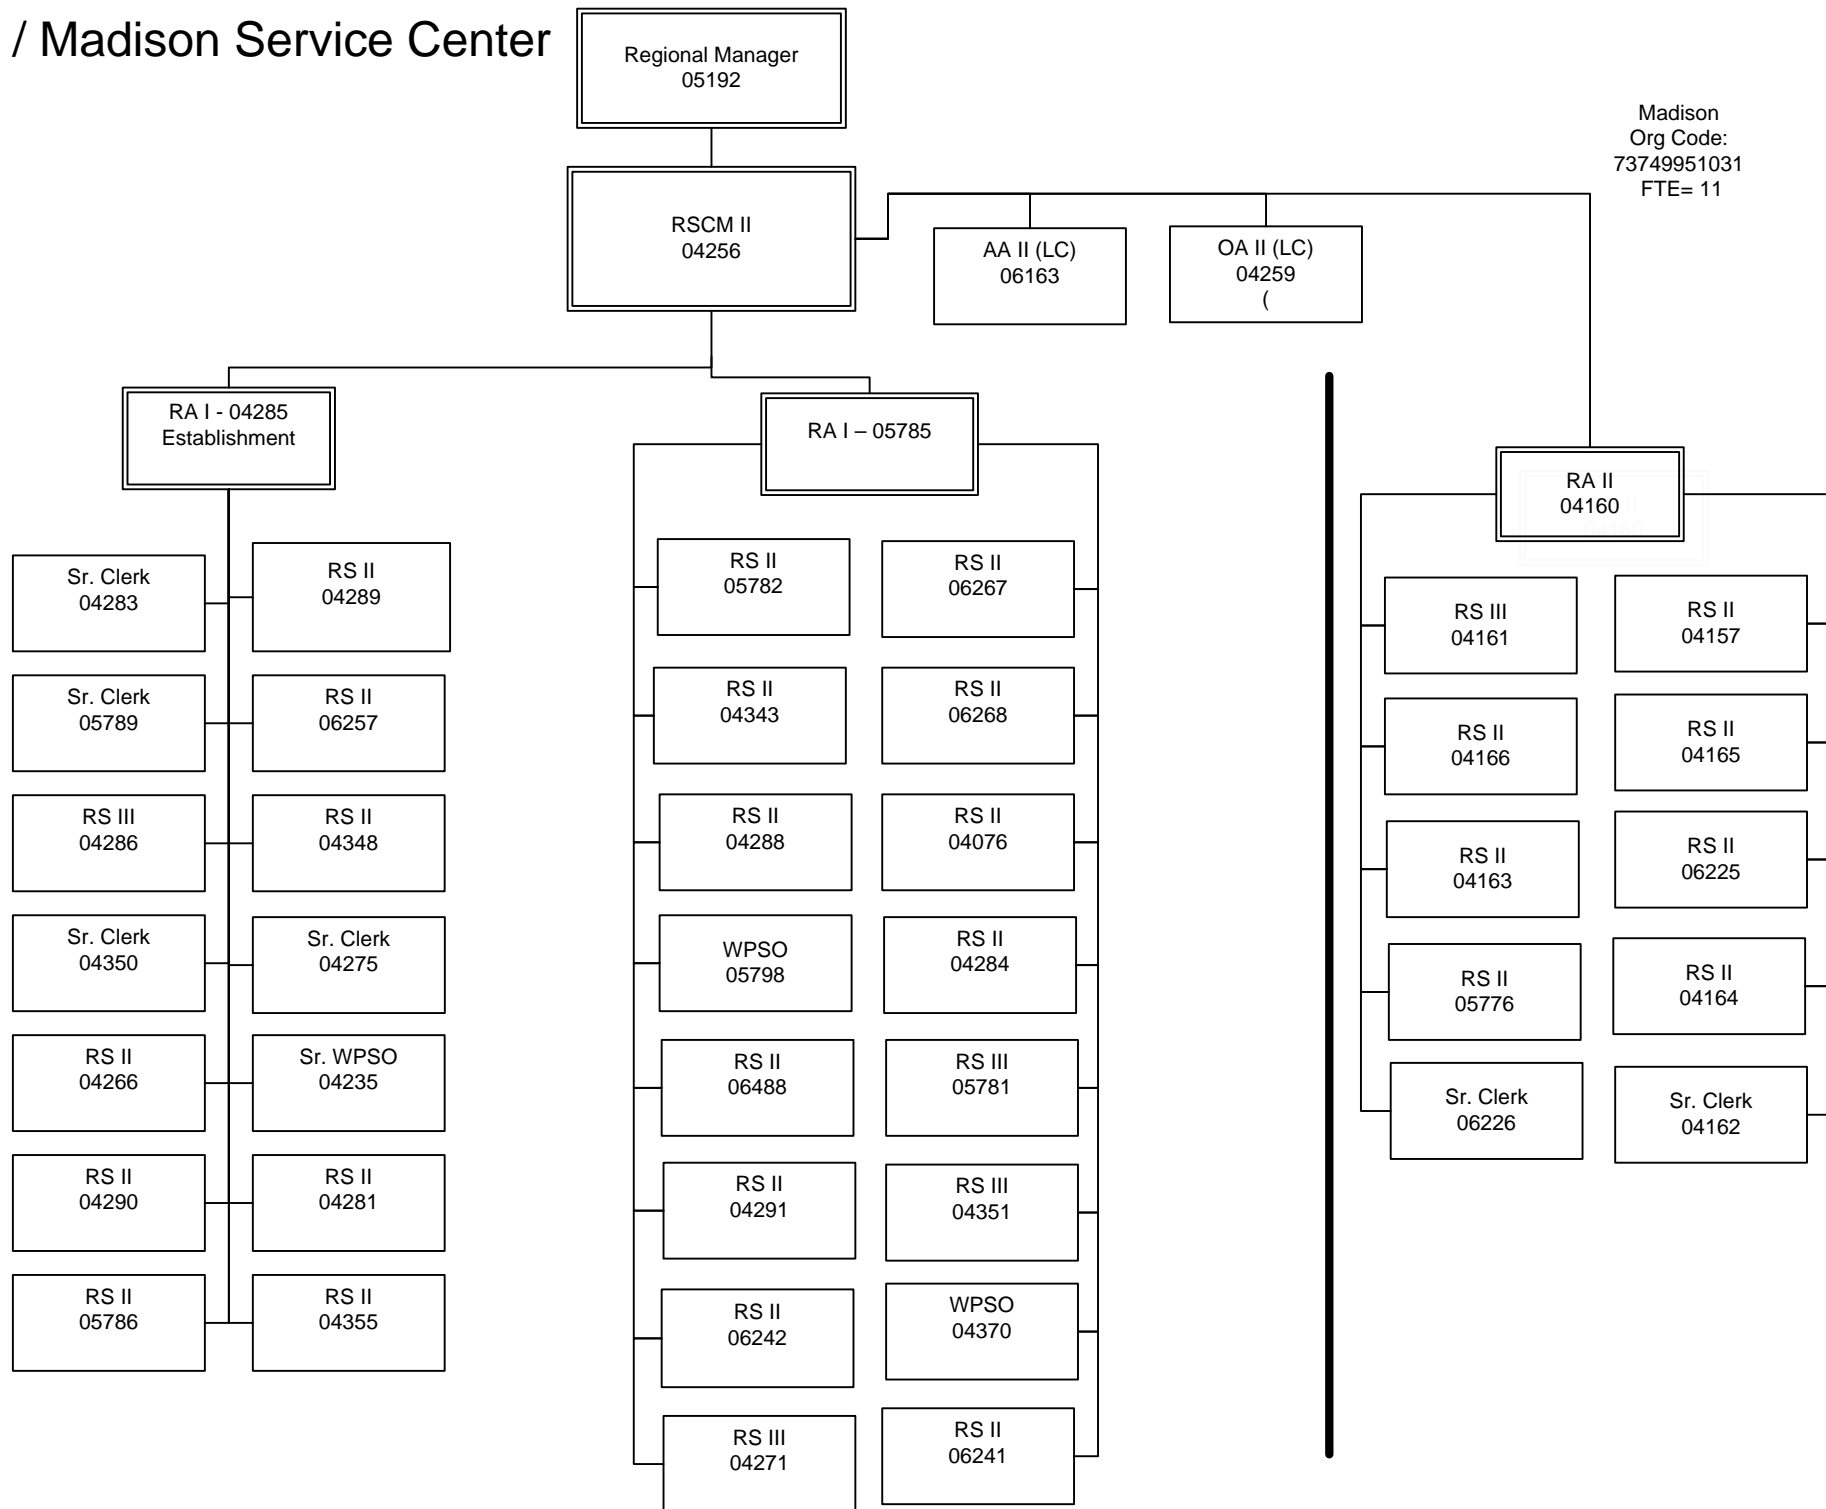 / Madison Service Center
Regional Manager
05192
Madison
Org Code:
73749951031
FTE= 11
RSCM II
04256
AA II (LC)
06163
OA II (LC)
04259
(
RA I - 04285
Establishment
RA I – 05785
RA II
04160
Sr. Clerk
04283
RS II
04289
Sr. Clerk
05789
RS II
06257
RS III
04286
RS II
04348
Sr. Clerk
04350
Sr. Clerk
04275
RS II
04266
Sr. WPSO
04235
RS II
04290
RS II
04281
RS II
05786
RS II
04355
RS II
05782
RS II
06267
RS II
04343
RS II
06268
RS II
04288
RS II
04076
WPSO
05798
RS II
04284
RS II
06488
RS III
05781
RS II
04291
RS III
04351
RS II
06242
WPSO
04370
RS III
04271
RS II
06241
RS III
04161
RS II
04157
RS II
04166
RS II
04165
RS II
04163
RS II
06225
RS II
05776
RS II
04164
Sr. Clerk
06226
Sr. Clerk
04162